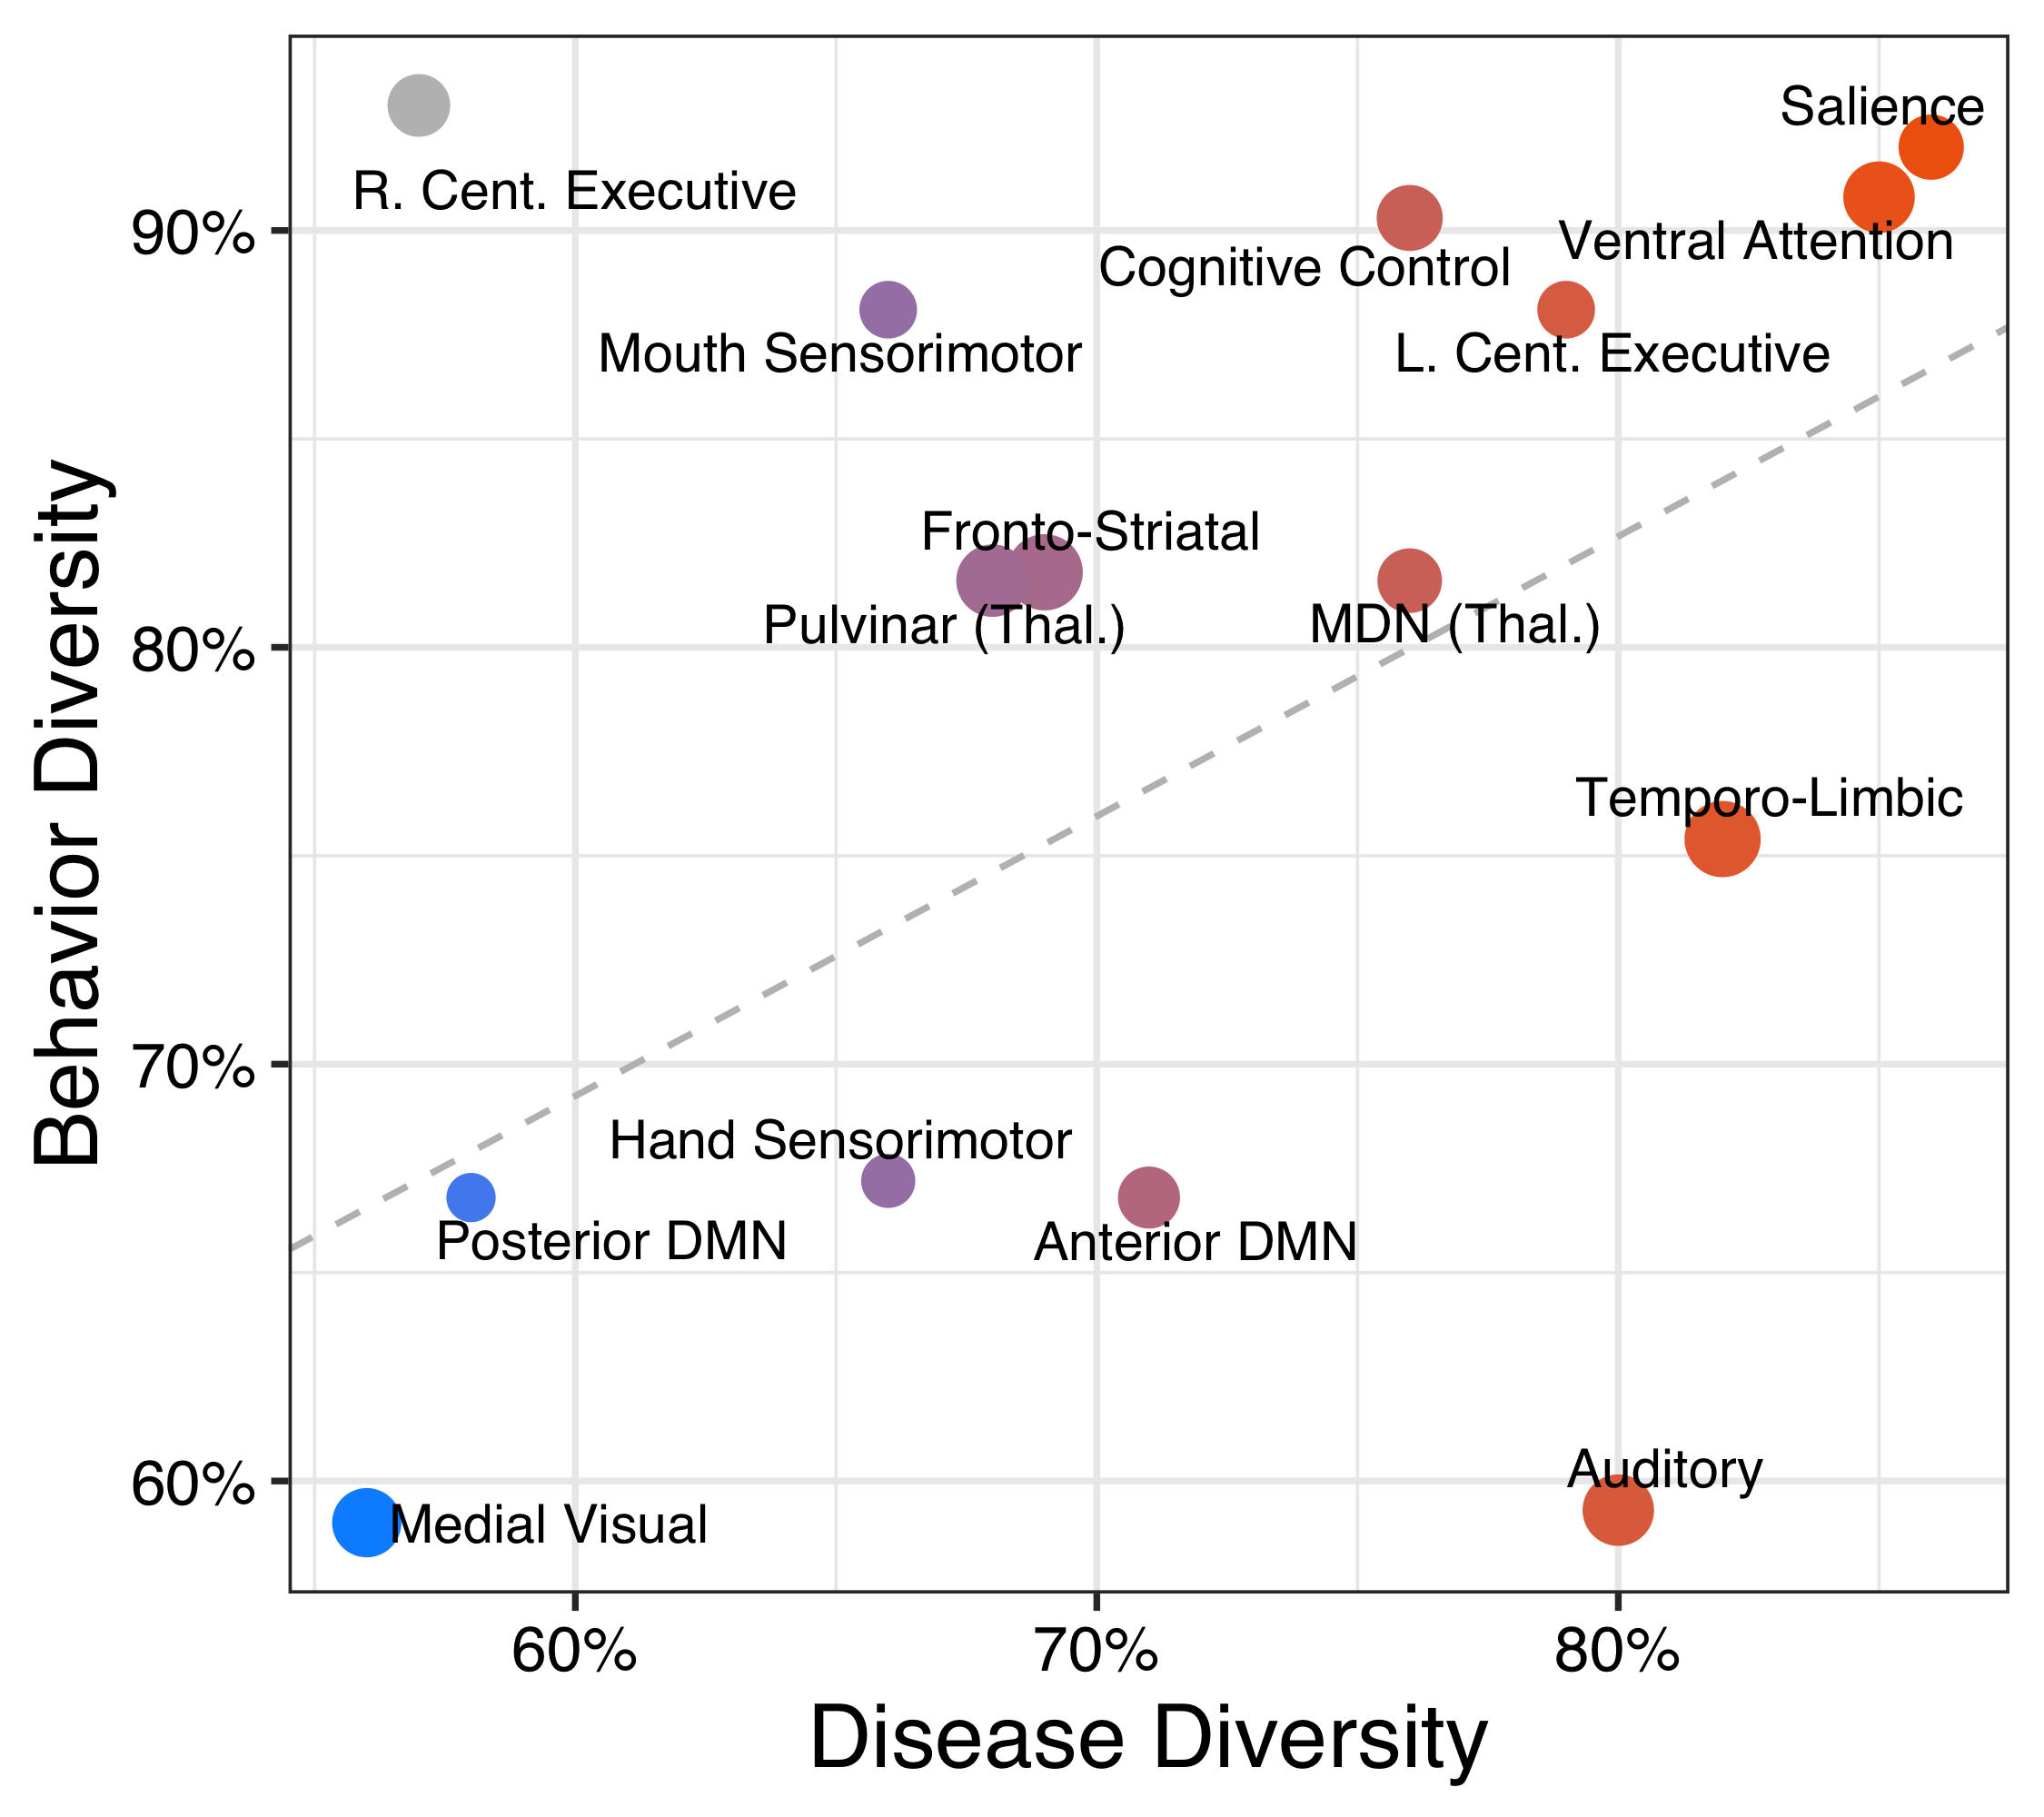 Salience
R. Cent. Executive
90%
Ventral Attention
Cognitive Control
Mouth Sensorimotor
L. Cent. Executive
Fronto-Striatal
Pulvinar (Thal.)
MDN (Thal.)
80%
Temporo-Limbic
Behavior Diversity
70%
Hand Sensorimotor
Posterior DMN
Anterior DMN
Auditory
60%
Medial Visual
60%
70%
80%
Disease Diversity